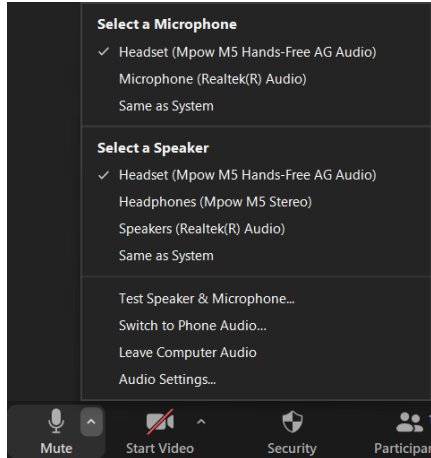 Select a Microphone
Headset (Mpow M5 Hands-Free AG Audio)
Microphone (Realtek(R) Audio)
Same as System
Select a Speaker
Headset (Mpow M5 Hands-Free AG Audio)
Headphones (Mpow M5 Stereo)
Speakers (Realtek(R) Audio)
Same as System
Test Speaker & Microphone...
Switch to Phone Audio...
Leave Computer Audio
Audio Settings...
Mute Start Video Security Participan